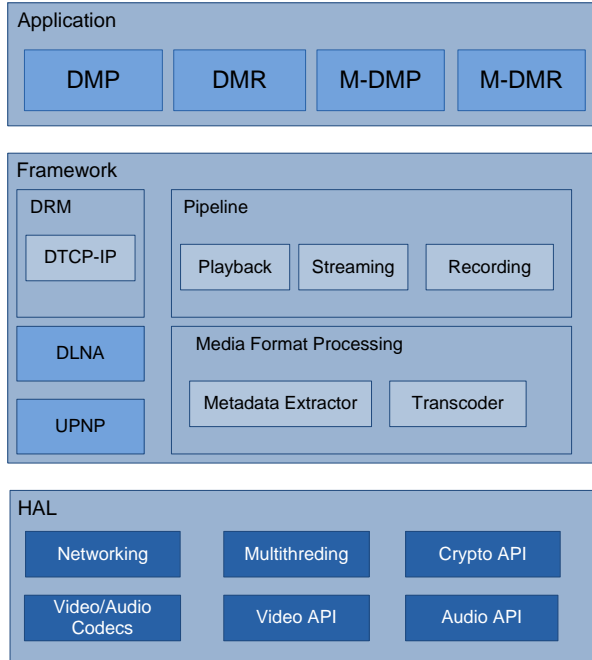 Application
DMP
DMR
M-DMP
M-DMR
Framework
DRM
DTCP-IP
DLNA
UPNP
Pipeline
Playback
Streaming
Recording
Media Format Processing
Metadata Extractor
Transcoder
HAL
Networking
Multithreding
Crypto API
Video/Audio
Codecs
Video API
Audio API